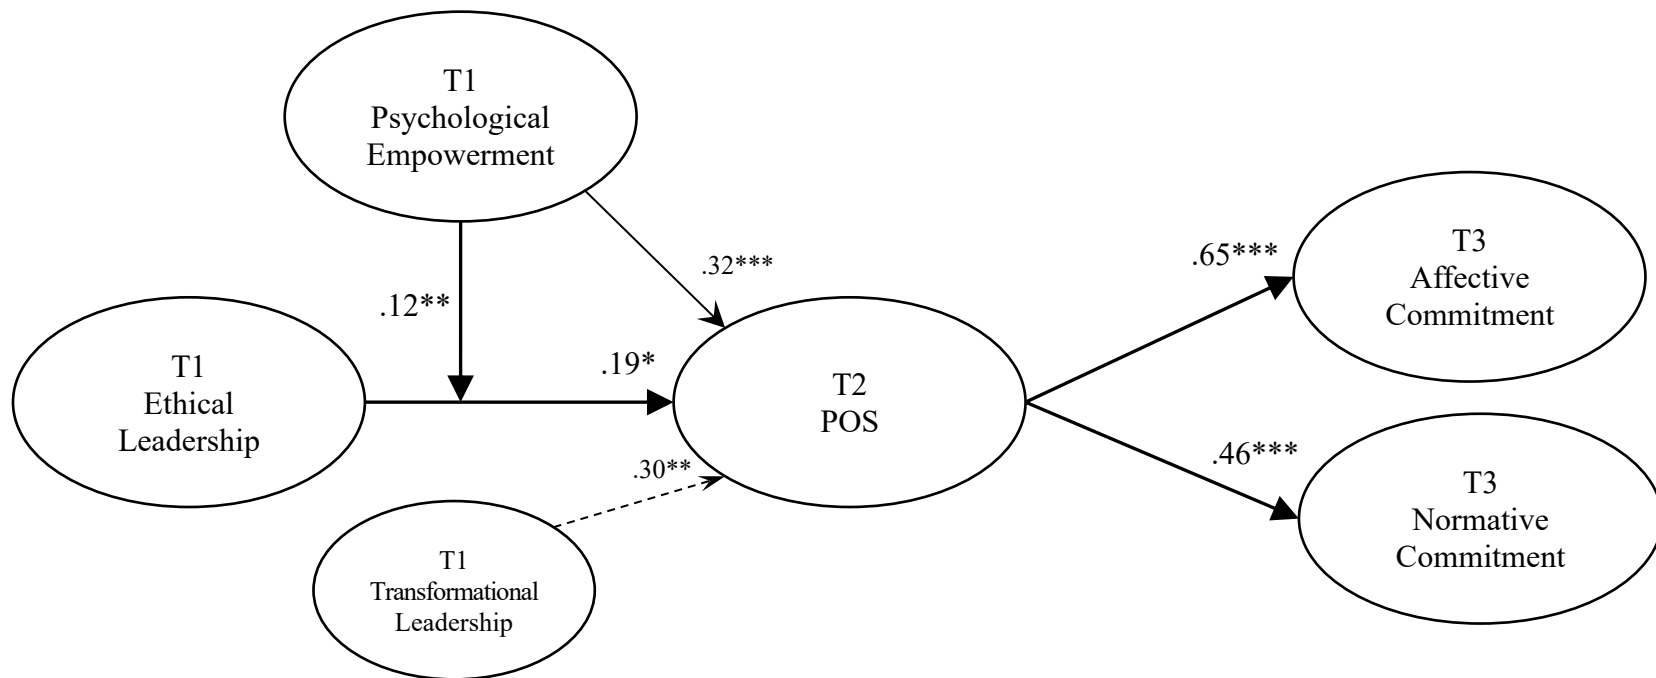 T1
Psychological
Empowerment
.32***
.12**
T1
Ethical
Leadership
.19*
T2
POS
.30**
T1
Transformational
Leadership
.65***
T3
Affective
Commitment
.46***
T3
Normative
Commitment